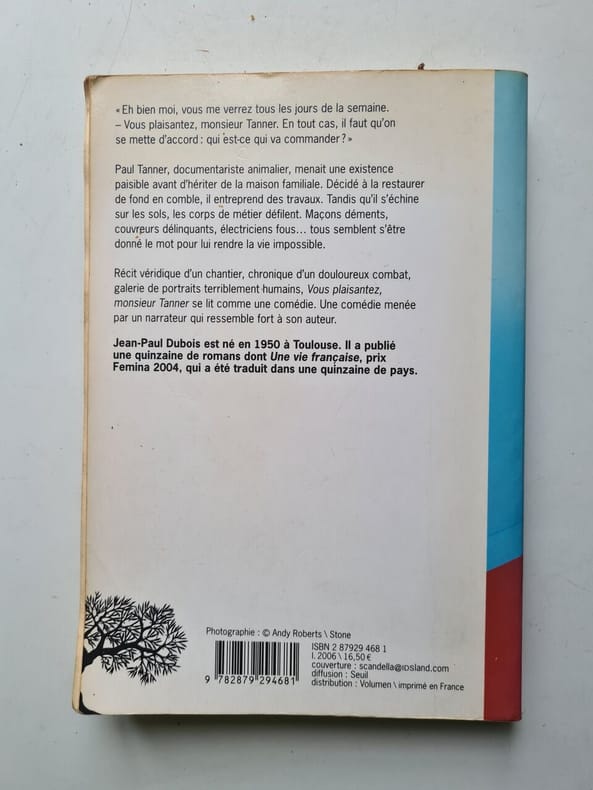 « Eh bien moi, vous me verrez tous les jours de la semaine.
– Vous plaisantez, monsieur Tanner. En tout cas, il faut qu'on
se mette d'accord : qui est-ce qui va commander ? »
Paul Tanner, documentariste animalier, menait une existence
paisible avant d'hériter de la maison familiale. Décidé à la restaurer
de fond en comble, il entreprend des travaux. Tandis qu'il s'échine
sur les sols, les corps de métier défilent. Maçons déments,
couvreurs délinquants, électriciens fous... tous semblent s'être
donné le mot pour lui rendre la vie impossible.
Récit véridique d'un chantier, chronique d'un douloureux combat,
galerie de portraits terriblement humains, Vous plaisantez,
monsieur Tanner se lit comme une comédie. Une comédie menée
par un narrateur qui ressemble fort à son auteur.
Jean-Paul Dubois est né en 1950 à Toulouse. Il a publié
une quinzaine de romans dont Une vie française, prix
Femina 2004, qui a été traduit dans une quinzaine de pays.
Photographie : © Andy Roberts \ Stone
ISBN 2 87929 468 1
I. 2006 \ 16,50 €
couverture : scandella@IDSland.com
diffusion : Seuil
distribution : Volumen \ imprimé en France
9 782879 294681